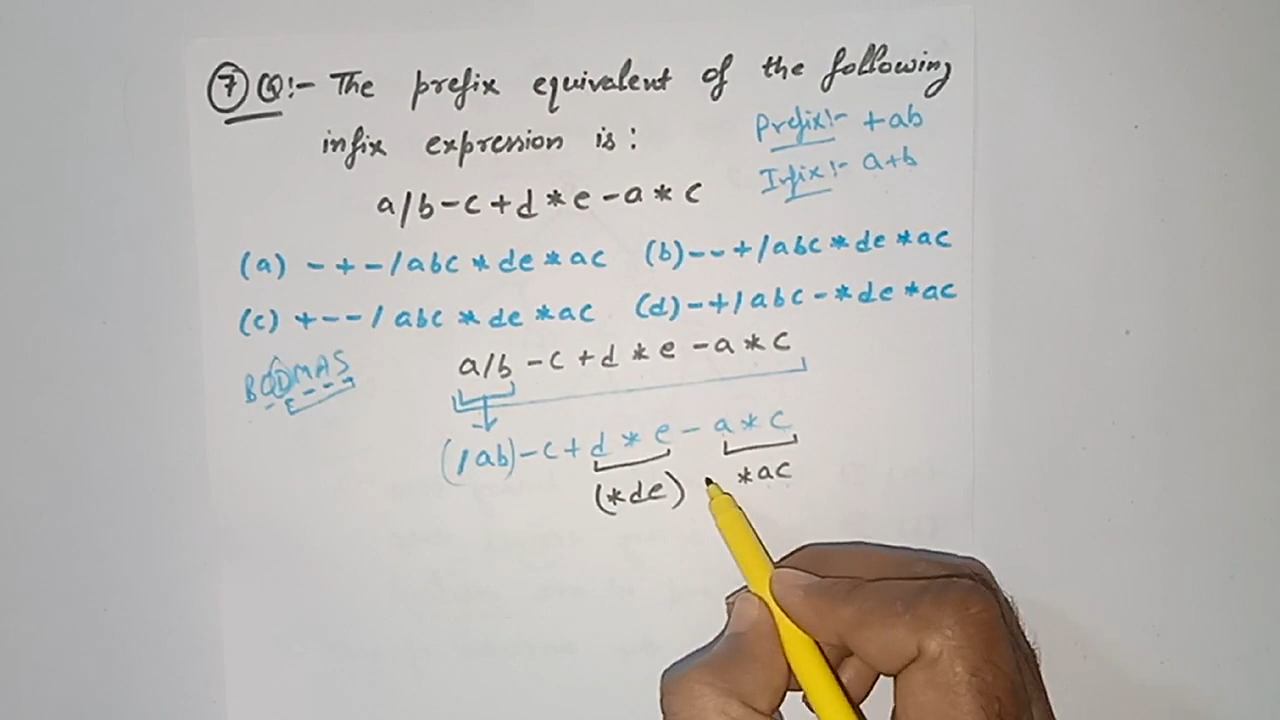 7 Q:- The prefix equivalent of the following
infix expression is:
Prefix:- +ab
Infix:- a+b
a/b-c+d*e-a*c
(a) -+-/abc*de*ac (b)--+/abc*de*ac
(c) +--/abc*de*ac (d)-+/abc-*de*ac
BODMAS
a/b-c+d*e-a*c
(/ab)-c+d*e-a*c
(*de) *ac